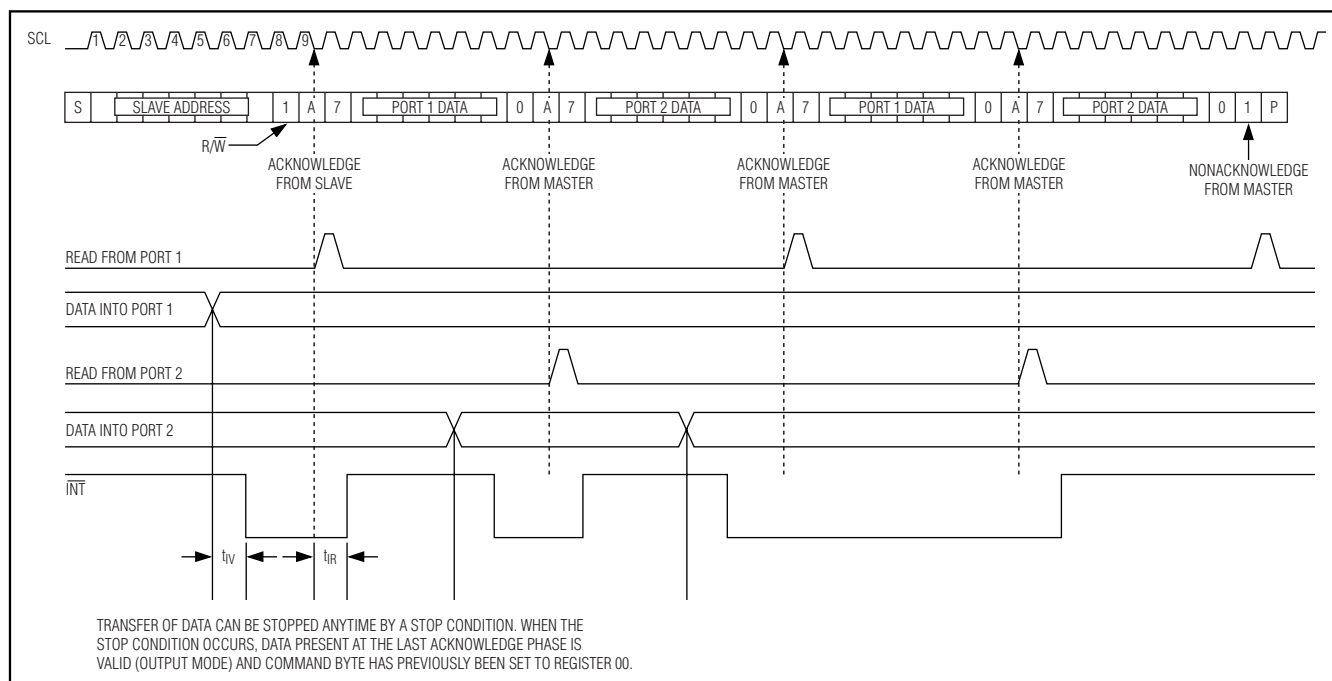 SCL 1 2 3 4 5 6 7 8 9
S SLAVE ADDRESS 1 A 7 PORT 1 DATA 0 A 7 PORT 2 DATA 0 A 7 PORT 1 DATA 0 A 7 PORT 2 DATA 0 1 P
R/W̅
ACKNOWLEDGE
FROM SLAVE
ACKNOWLEDGE
FROM MASTER
ACKNOWLEDGE
FROM MASTER
ACKNOWLEDGE
FROM MASTER
NONACKNOWLEDGE
FROM MASTER
READ FROM PORT 1
DATA INTO PORT 1
READ FROM PORT 2
DATA INTO PORT 2
I̅N̅T̅
tIV tIR
TRANSFER OF DATA CAN BE STOPPED ANYTIME BY A STOP CONDITION. WHEN THE
STOP CONDITION OCCURS, DATA PRESENT AT THE LAST ACKNOWLEDGE PHASE IS
VALID (OUTPUT MODE) AND COMMAND BYTE HAS PREVIOUSLY BEEN SET TO REGISTER 00.